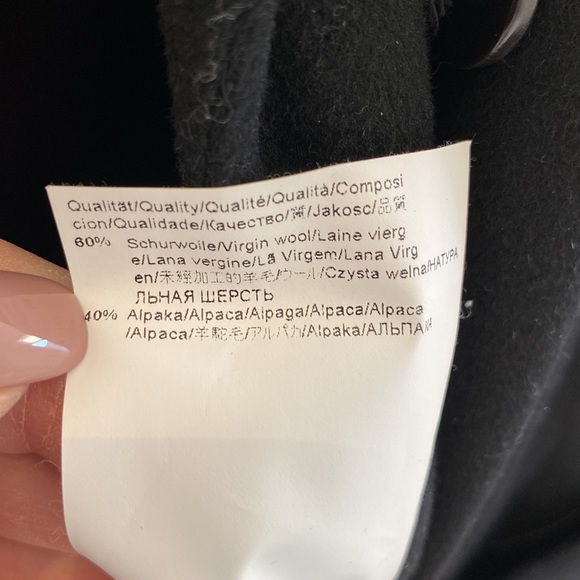 Qualität/Quality/Qualité/Qualità/Composi
cion/Qualidade/Качество/質/Jakosc/品質
60% Schurwolle/Virgin wool/Laine vierg
e/Lana vergine/Lã Virgem/Lana Virg
en/未經加工的羊毛/ウール/Czysta welna/НАТУРА
ЛЬНАЯ ШЕРСТЬ
40% Alpaka/Alpaca/Alpaga/Alpaca/Alpaca
/Alpaca/羊駝毛/アルパカ/Alpaka/АЛЬПАКА